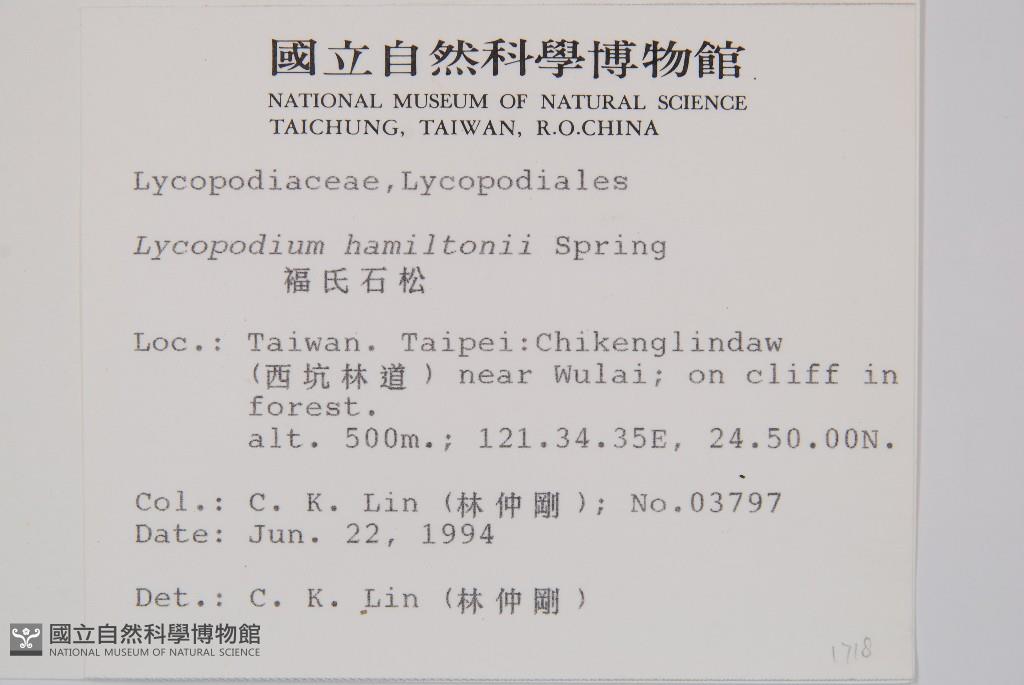 國立自然科學博物館
NATIONAL MUSEUM OF NATURAL SCIENCE
TAICHUNG, TAIWAN, R.O.CHINA
Lycopodiaceae,Lycopodiales
Lycopodium hamiltonii Spring
福氏石松
Loc.: Taiwan. Taipei:Chikenglindaw
(西坑林道) near Wulai; on cliff in
forest.
alt. 500m.; 121.34.35E, 24.50.00N.
Col.: C. K. Lin (林仲剛); No.03797
Date: Jun. 22, 1994
Det.: C. K. Lin (林仲剛)
1718
國立自然科學博物館
NATIONAL MUSEUM OF NATURAL SCIENCE